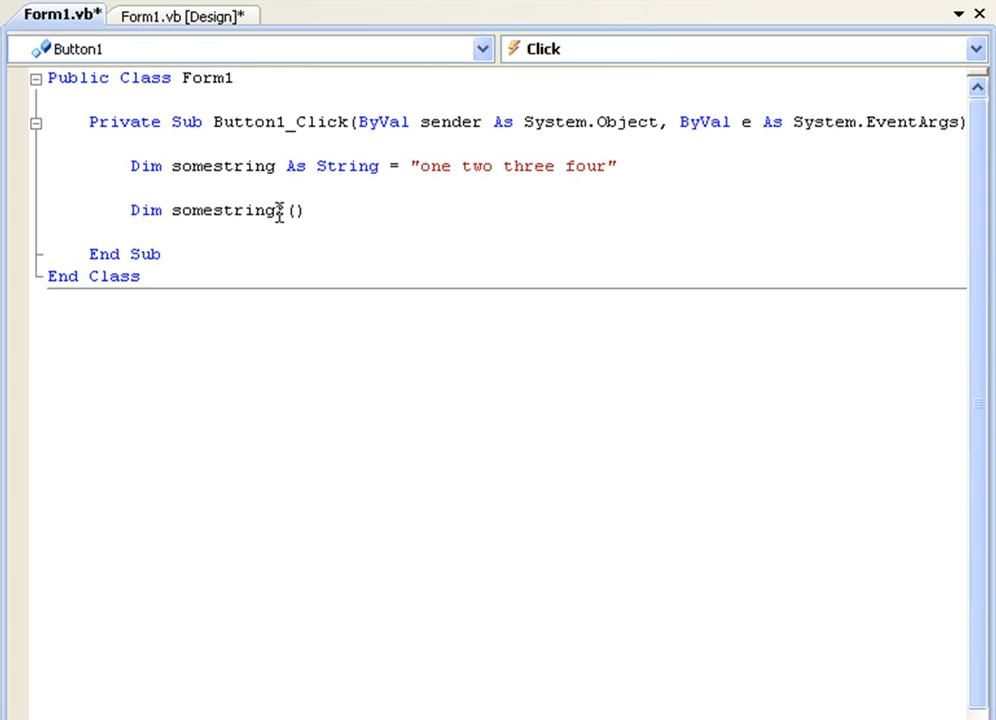 Form1.vb* Form1.vb [Design]*
Button1 Click
Public Class Form1
Private Sub Button1_Click(ByVal sender As System.Object, ByVal e As System.EventArgs)
Dim somestring As String = "one two three four"
Dim ()
End Sub
End Class